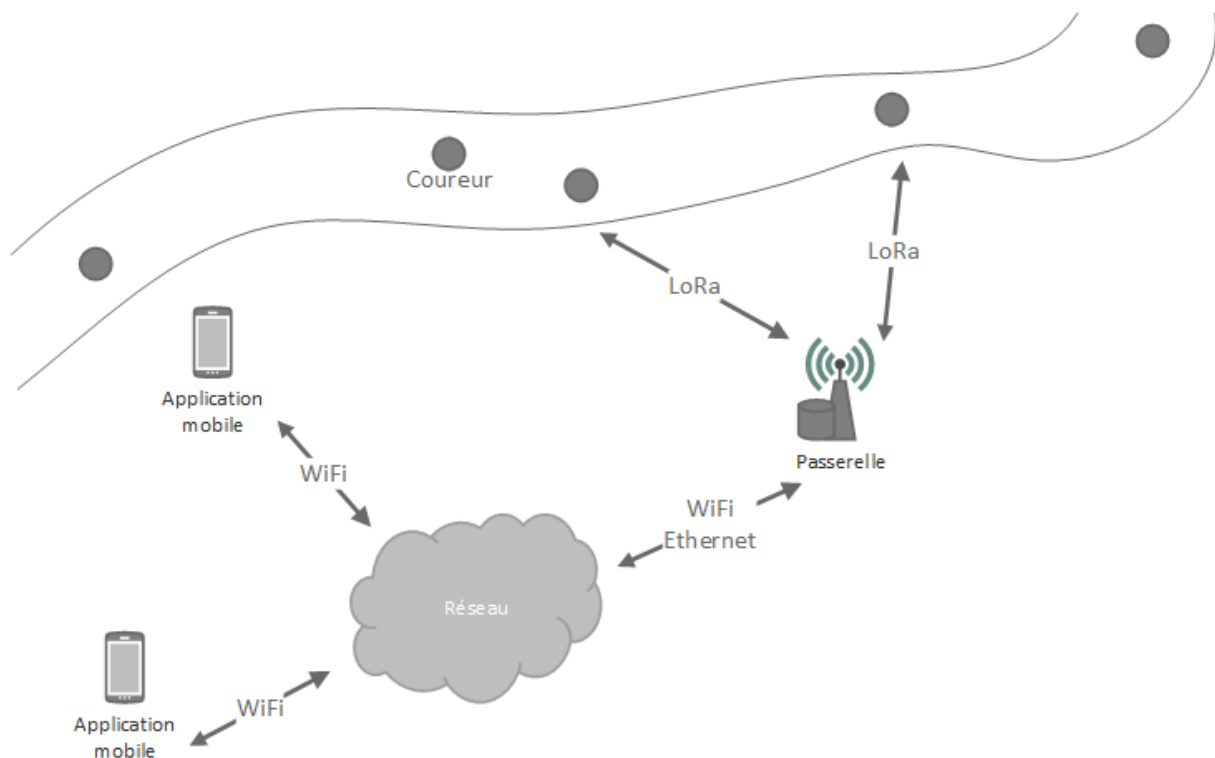 Coureur
LoRa
LoRa
Application
mobile
Passerelle
WiFi
WiFi
Ethernet
Réseau
Application
mobile
WiFi